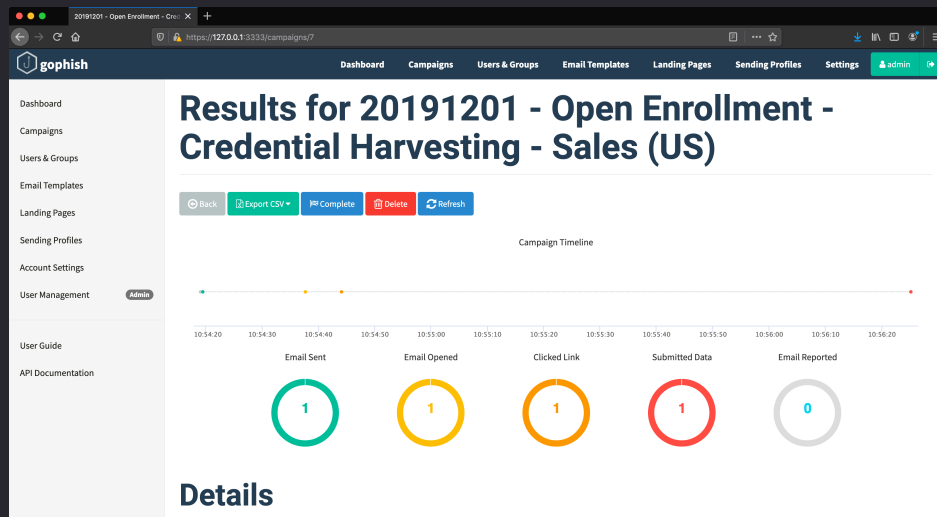 20191201 - Open Enrollment - Cred
https://127.0.0.1:3333/campaigns/7
gophish
Dashboard Campaigns Users & Groups Email Templates Landing Pages Sending Profiles Settings admin
Dashboard
Campaigns
Users & Groups
Email Templates
Landing Pages
Sending Profiles
Account Settings
User Management Admin
User Guide
API Documentation
Results for 20191201 - Open Enrollment -
Credential Harvesting - Sales (US)
Back Export CSV Complete Delete Refresh
Campaign Timeline
10:54:20 10:54:30 10:54:40 10:54:50 10:55:00 10:55:10 10:55:20 10:55:30 10:55:40 10:55:50 10:56:00 10:56:10 10:56:20
Email Sent Email Opened Clicked Link Submitted Data Email Reported
1 1 1 1 0
Details